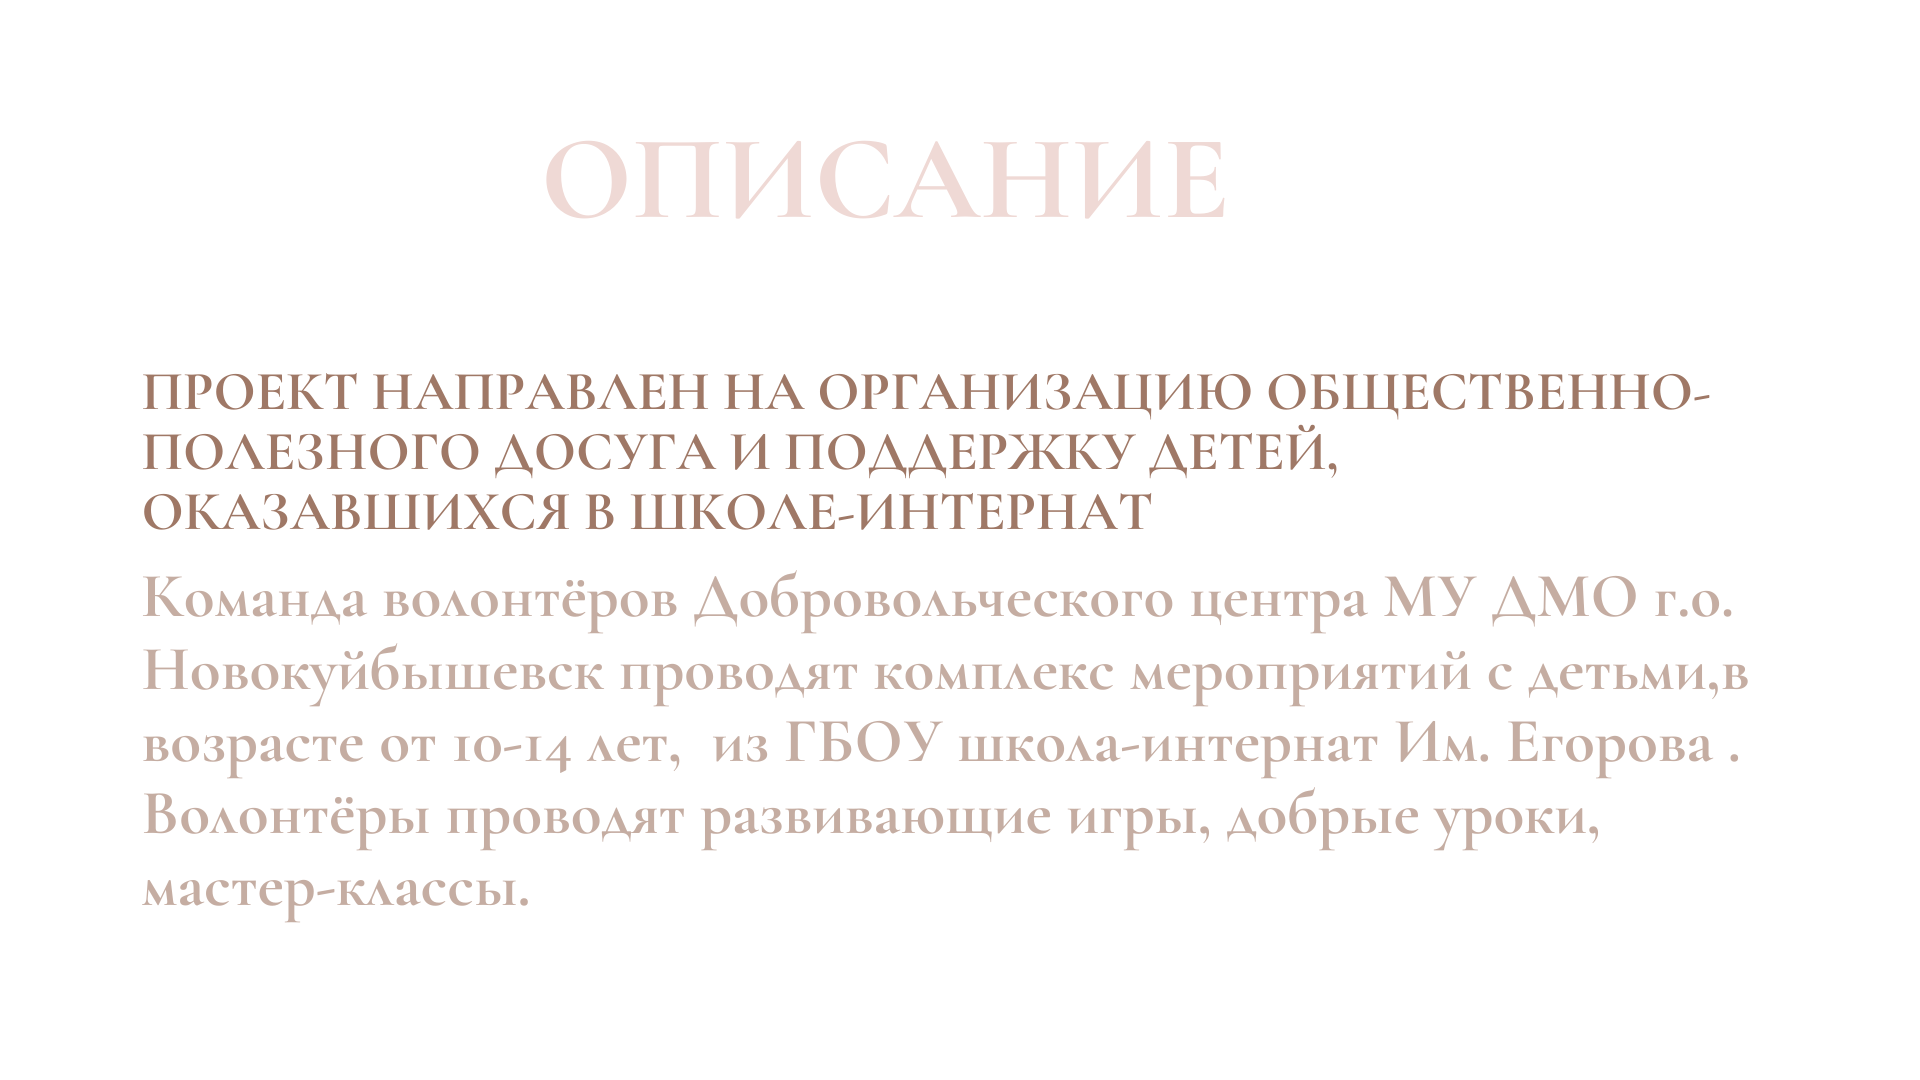 ОПИСАНИЕ
ПРОЕКТ НАПРАВЛЕН НА ОРГАНИЗАЦИЮ ОБЩЕСТВЕННО-
ПОЛЕЗНОГО ДОСУГА И ПОДДЕРЖКУ ДЕТЕЙ,
ОКАЗАВШИХСЯ В ШКОЛЕ-ИНТЕРНАТ
Команда волонтёров Добровольческого центра МУ ДМО г.о.
Новокуйбышевск проводят комплекс мероприятий с детьми,в
возрасте от 10-14 лет,  из ГБОУ школа-интернат Им. Егорова .
Волонтёры проводят развивающие игры, добрые уроки,
мастер-классы.